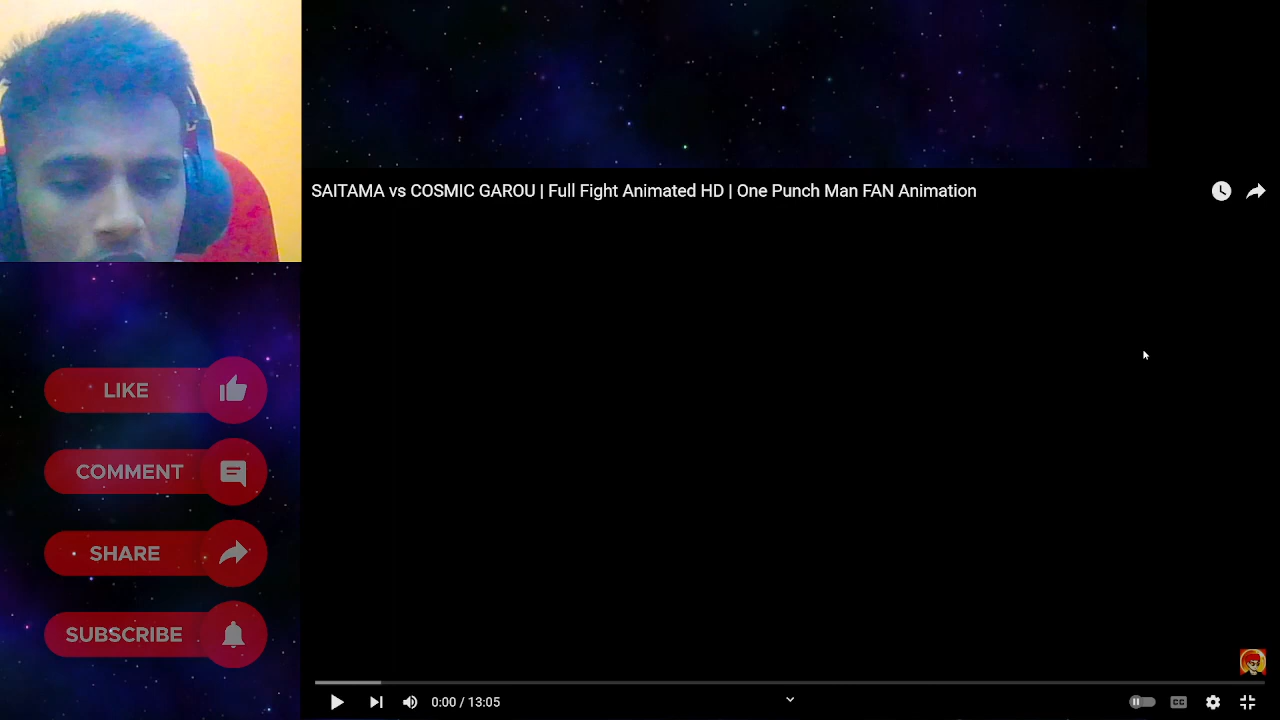 SAITAMA vs COSMIC GAROU | Full Fight Animated HD | One Punch Man FAN Animation
LIKE
COMMENT
SHARE
SUBSCRIBE
0:00 / 13:05
CC